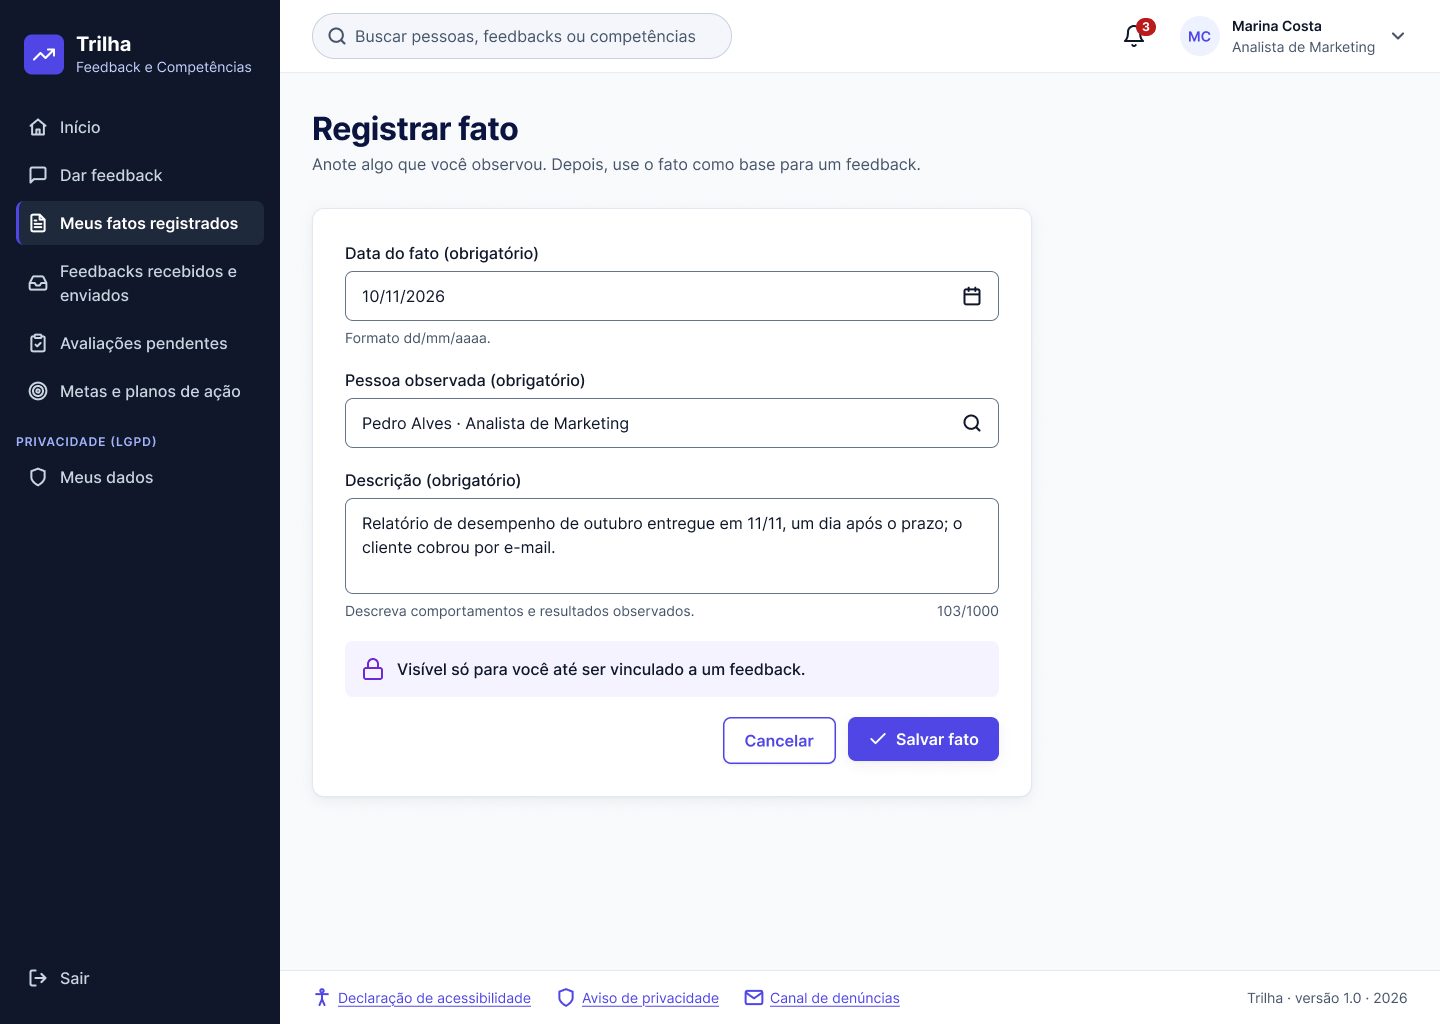 Trilha
Feedback e Competências
Início
Dar feedback
Meus fatos registrados
Feedbacks recebidos e
enviados
Avaliações pendentes
Metas e planos de ação
PRIVACIDADE (LGPD)
Meus dados
Sair
Buscar pessoas, feedbacks ou competências
3
MC
Marina Costa
Analista de Marketing
Registrar fato
Anote algo que você observou. Depois, use o fato como base para um feedback.
Data do fato (obrigatório)
10/11/2026
Formato dd/mm/aaaa.
Pessoa observada (obrigatório)
Pedro Alves · Analista de Marketing
Descrição (obrigatório)
Relatório de desempenho de outubro entregue em 11/11, um dia após o prazo; o
cliente cobrou por e-mail.
Descreva comportamentos e resultados observados.
103/1000
Visível só para você até ser vinculado a um feedback.
Cancelar
Salvar fato
Declaração de acessibilidade
Aviso de privacidade
Canal de denúncias
Trilha · versão 1.0 · 2026